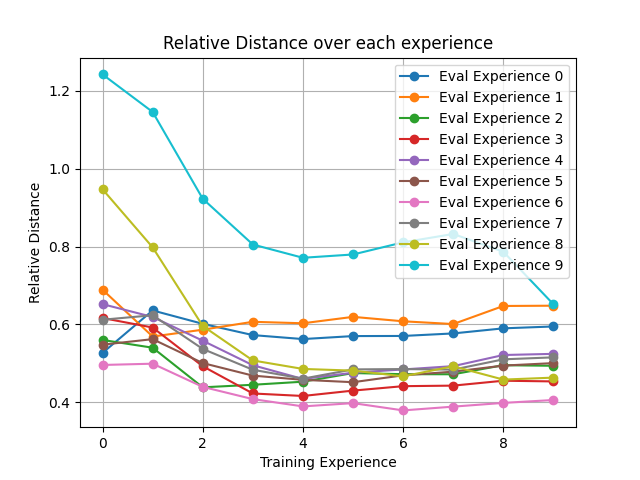 Relative Distance over each experience
Eval Experience 0
Eval Experience 1
Eval Experience 2
Eval Experience 3
Eval Experience 4
Eval Experience 5
Eval Experience 6
Eval Experience 7
Eval Experience 8
Eval Experience 9
Relative Distance
1.2
1.0
0.8
0.6
0.4
0 2 4 6 8
Training Experience